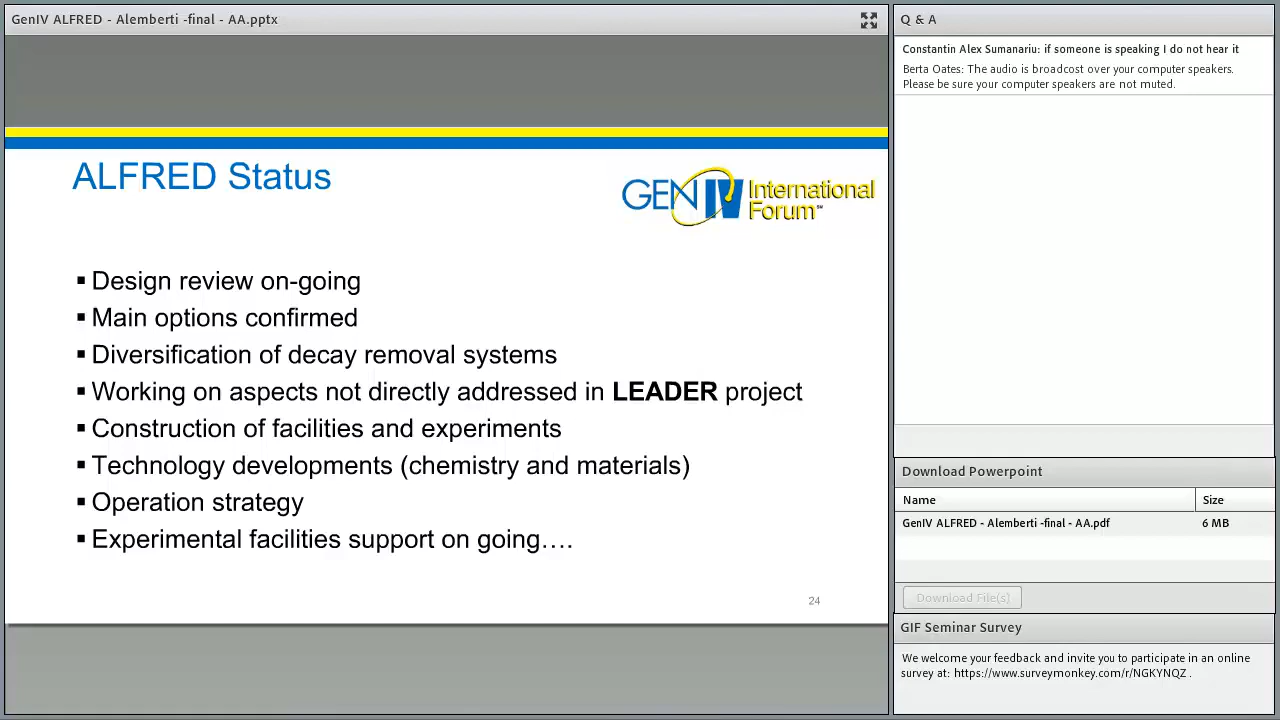 GenIV ALFRED - Alemberti -final - AA.pptx
ALFRED Status
GEN IV International
Forum℠
▪ Design review on-going
▪ Main options confirmed
▪ Diversification of decay removal systems
▪ Working on aspects not directly addressed in LEADER project
▪ Construction of facilities and experiments
▪ Technology developments (chemistry and materials)
▪ Operation strategy
▪ Experimental facilities support on going….
24
Q & A
Constantin Alex Sumanariu: if someone is speaking I do not hear it
Berta Oates: The audio is broadcast over your computer speakers.
Please be sure your computer speakers are not muted.
Download Powerpoint
Name Size
GenIV ALFRED - Alemberti -final - AA.pdf 6 MB
Download File(s)
GIF Seminar Survey
We welcome your feedback and invite you to participate in an online
survey at: https://www.surveymonkey.com/r/NGKYNQZ .